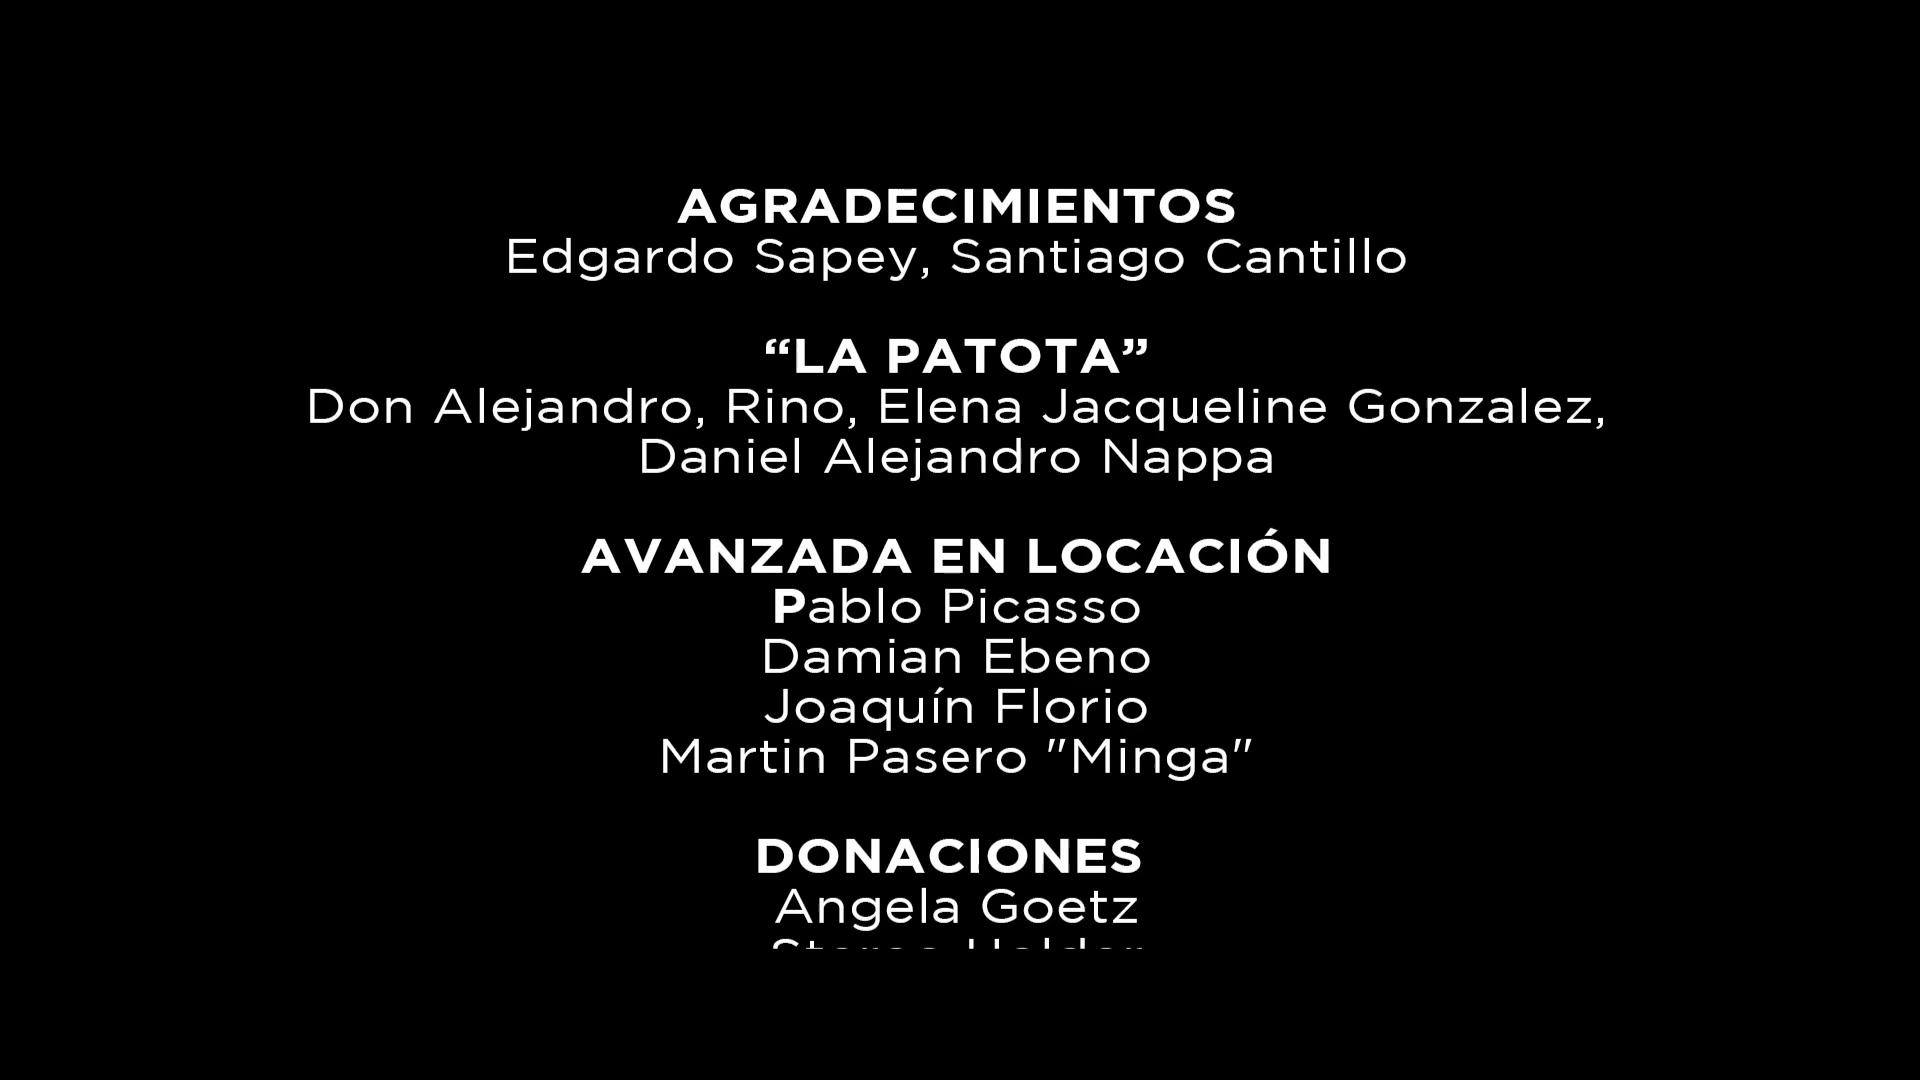 AGRADECIMIENTOS
Edgardo Sapey, Santiago Cantillo
“LA PATOTA”
Don Alejandro, Rino, Elena Jacqueline Gonzalez,
Daniel Alejandro Nappa
AVANZADA EN LOCACIÓN
Pablo Picasso
Damian Ebeno
Joaquín Florio
Martin Pasero "Minga"
DONACIONES
Angela Goetz